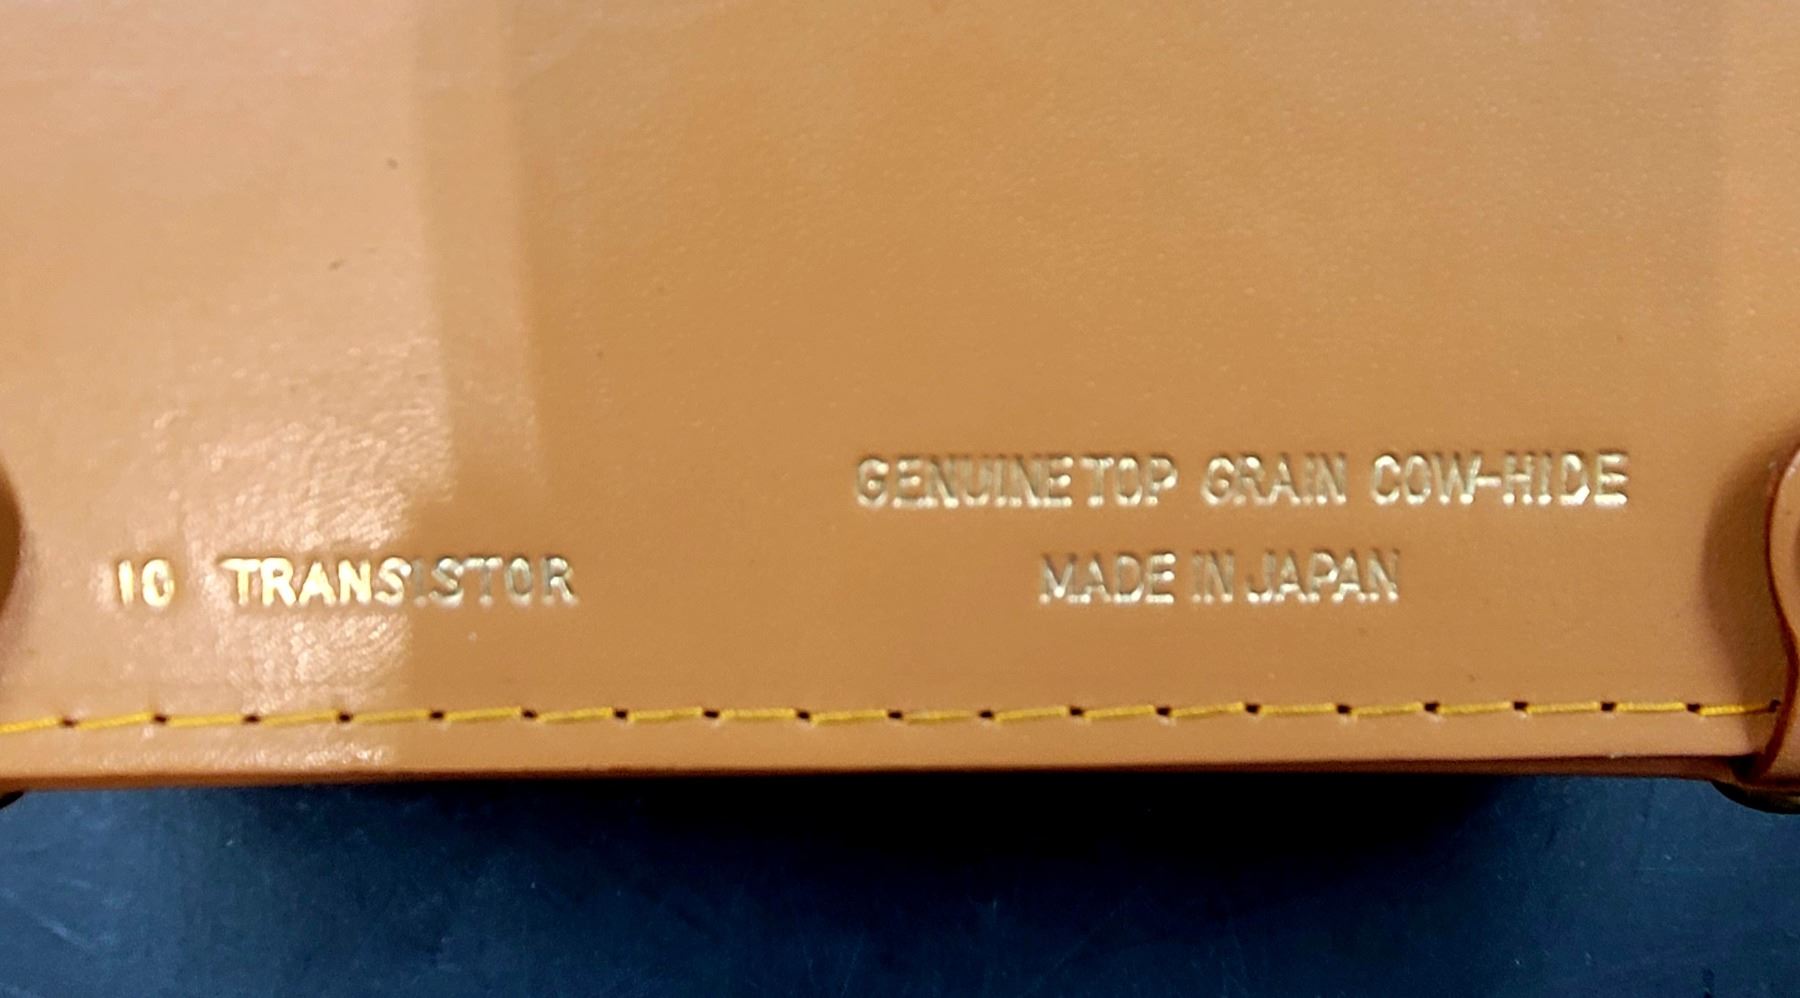 GENUINE TOP GRAIN COW-HIDE
10 TRANSISTOR
MADE IN JAPAN